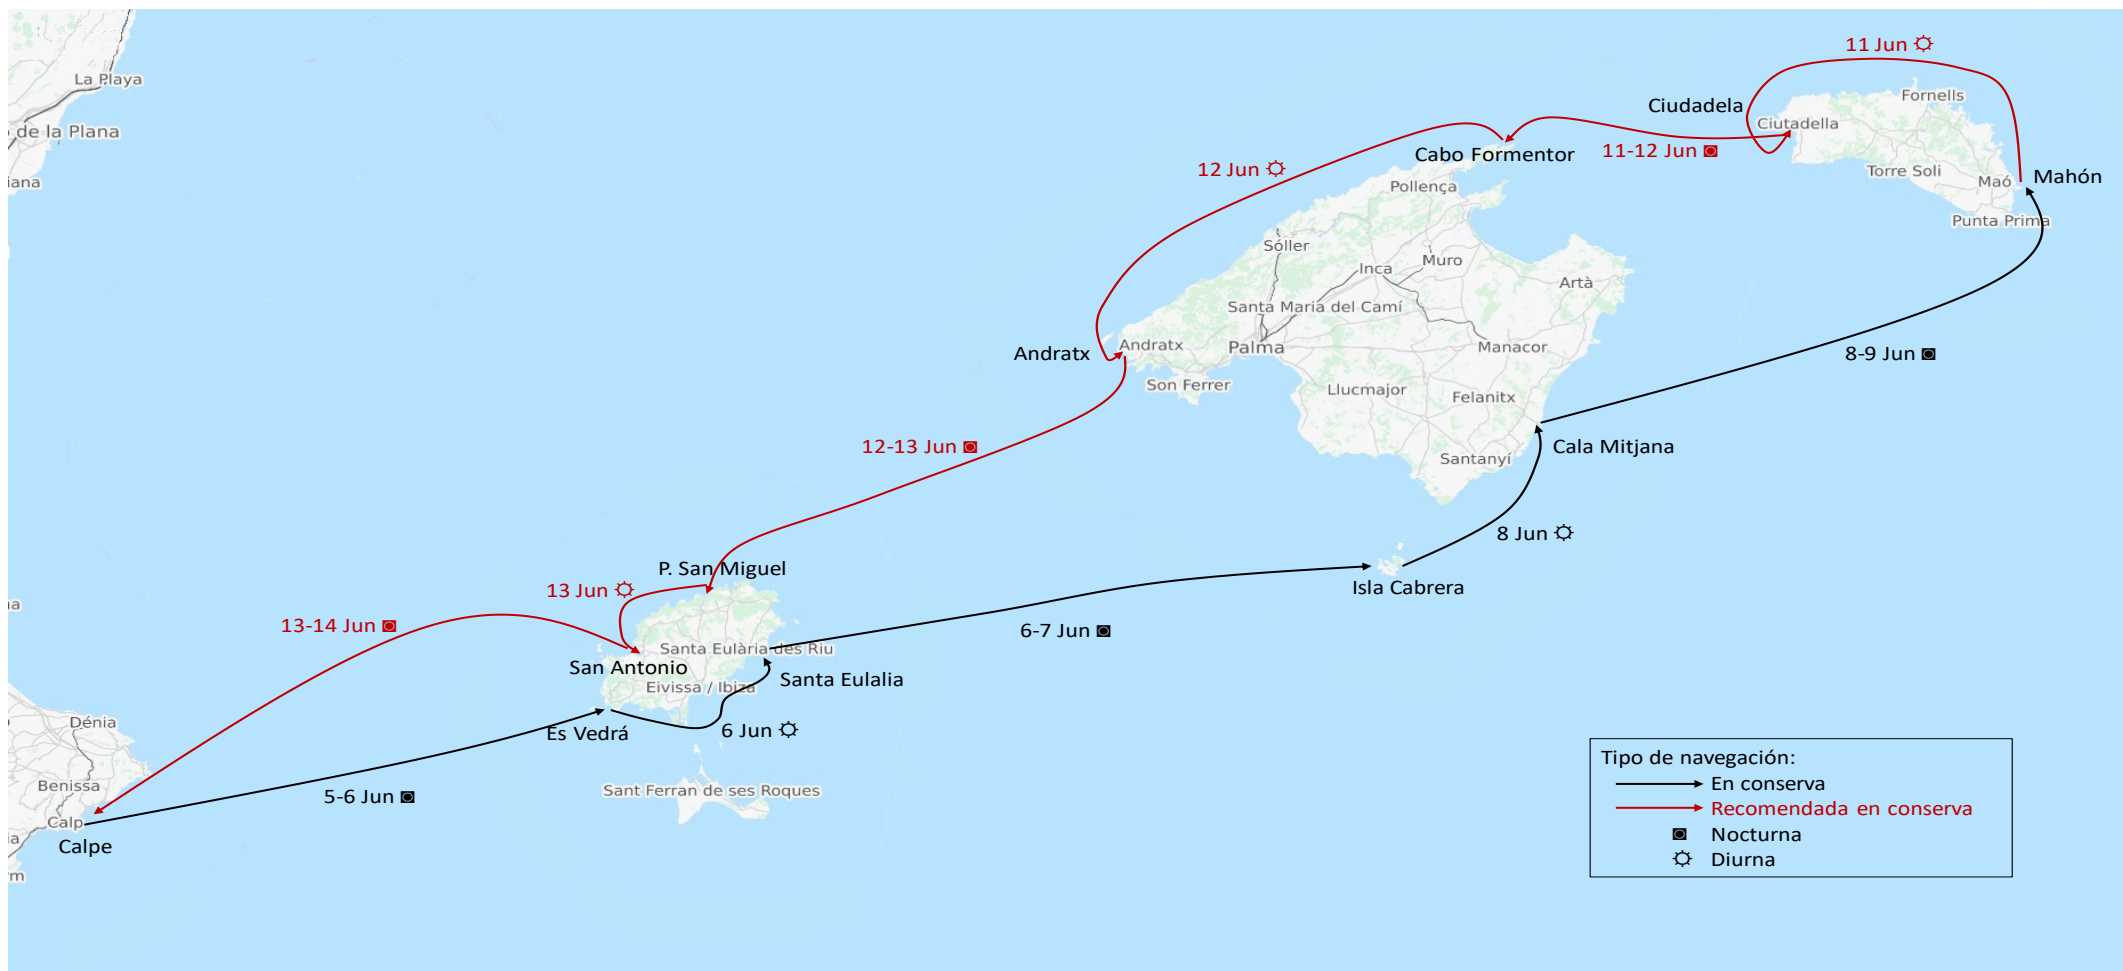 11 Jun
La Playa
Fornells
Ciudadela
Ciutadella
de la Plana
11-12 Jun
Cabo Formentor
12 Jun
Torre Solí
Maó
Mahón
iana
Pollença
Punta Prima
Sóller
Muro
Inca
Artà
Santa Maria del Camí
Andratx
Andratx
Palma
Manacor
8-9 Jun
Son Ferrer
Llucmajor
Felanitx
12-13 Jun
Cala Mitjana
Santanyí
8 Jun
P. San Miguel
13 Jun
Isla Cabrera
na
13-14 Jun
6-7 Jun
Santa Eulària des Riu
San Antonio
Santa Eulalia
Eivissa / Ibiza
Dénia
Es Vedrá
6 Jun
Benissa
Sant Ferran de ses Roques
5-6 Jun
Calp
ia
Calpe
rm
Tipo de navegación:
En conserva
Recomendada en conserva
Nocturna
Diurna